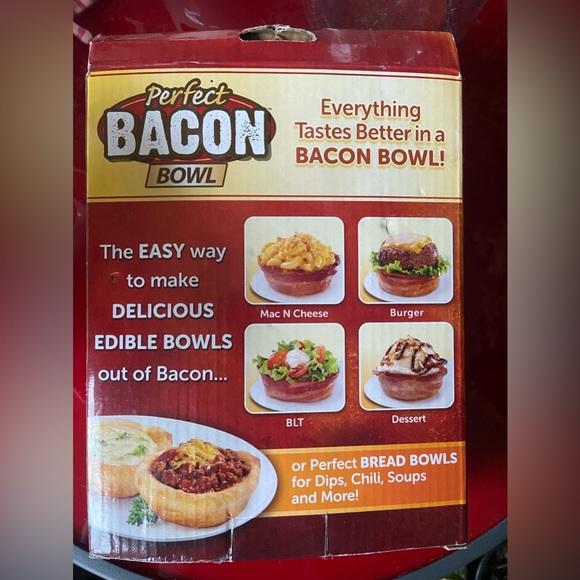 Perfect
BACON
BOWL
Everything
Tastes Better in a
BACON BOWL!
The EASY way
to make
DELICIOUS
EDIBLE BOWLS
out of Bacon...
Mac N Cheese
Burger
BLT
Dessert
or Perfect BREAD BOWLS
for Dips, Chili, Soups
and More!